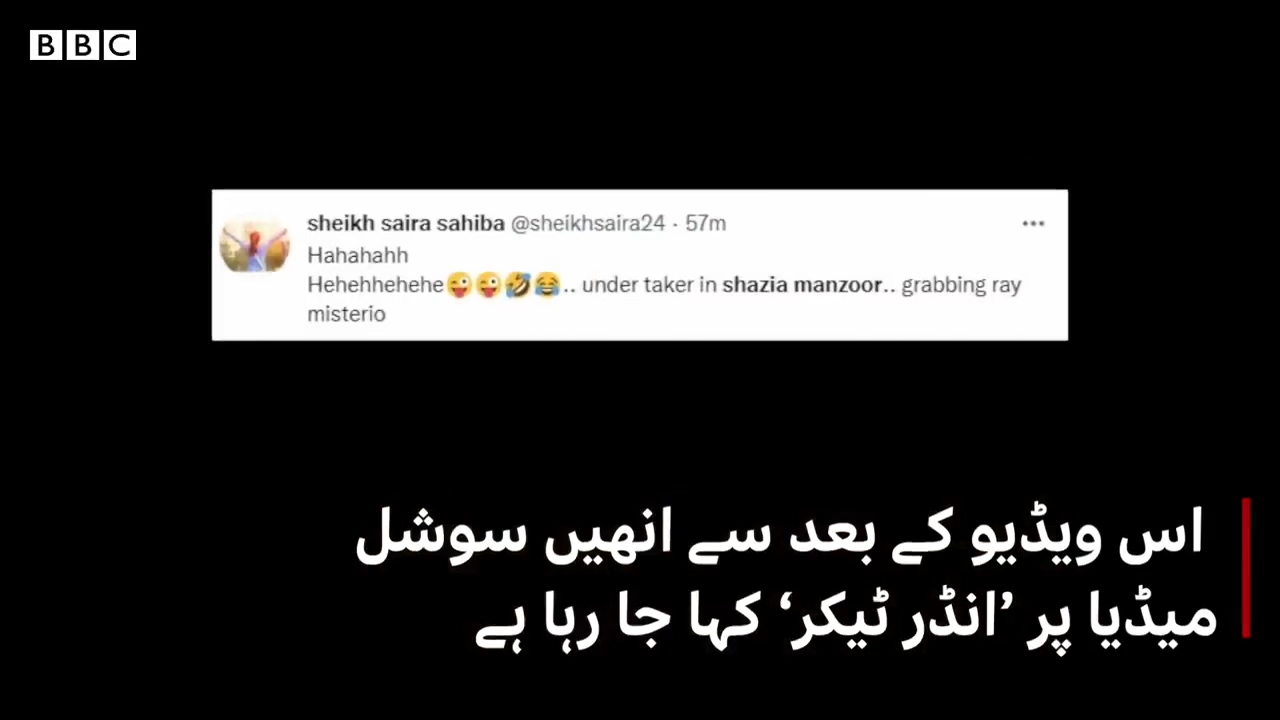 BBC
sheikh saira sahiba @sheikhsaira24 · 57m
Hahahahh
Hehehhehehe😜😜🤣😂.. under taker in shazia manzoor.. grabbing ray
misterio
اس ویڈیو کے بعد سے انھیں سوشل
میڈیا پر ’انڈر ٹیکر‘ کہا جا رہا ہے